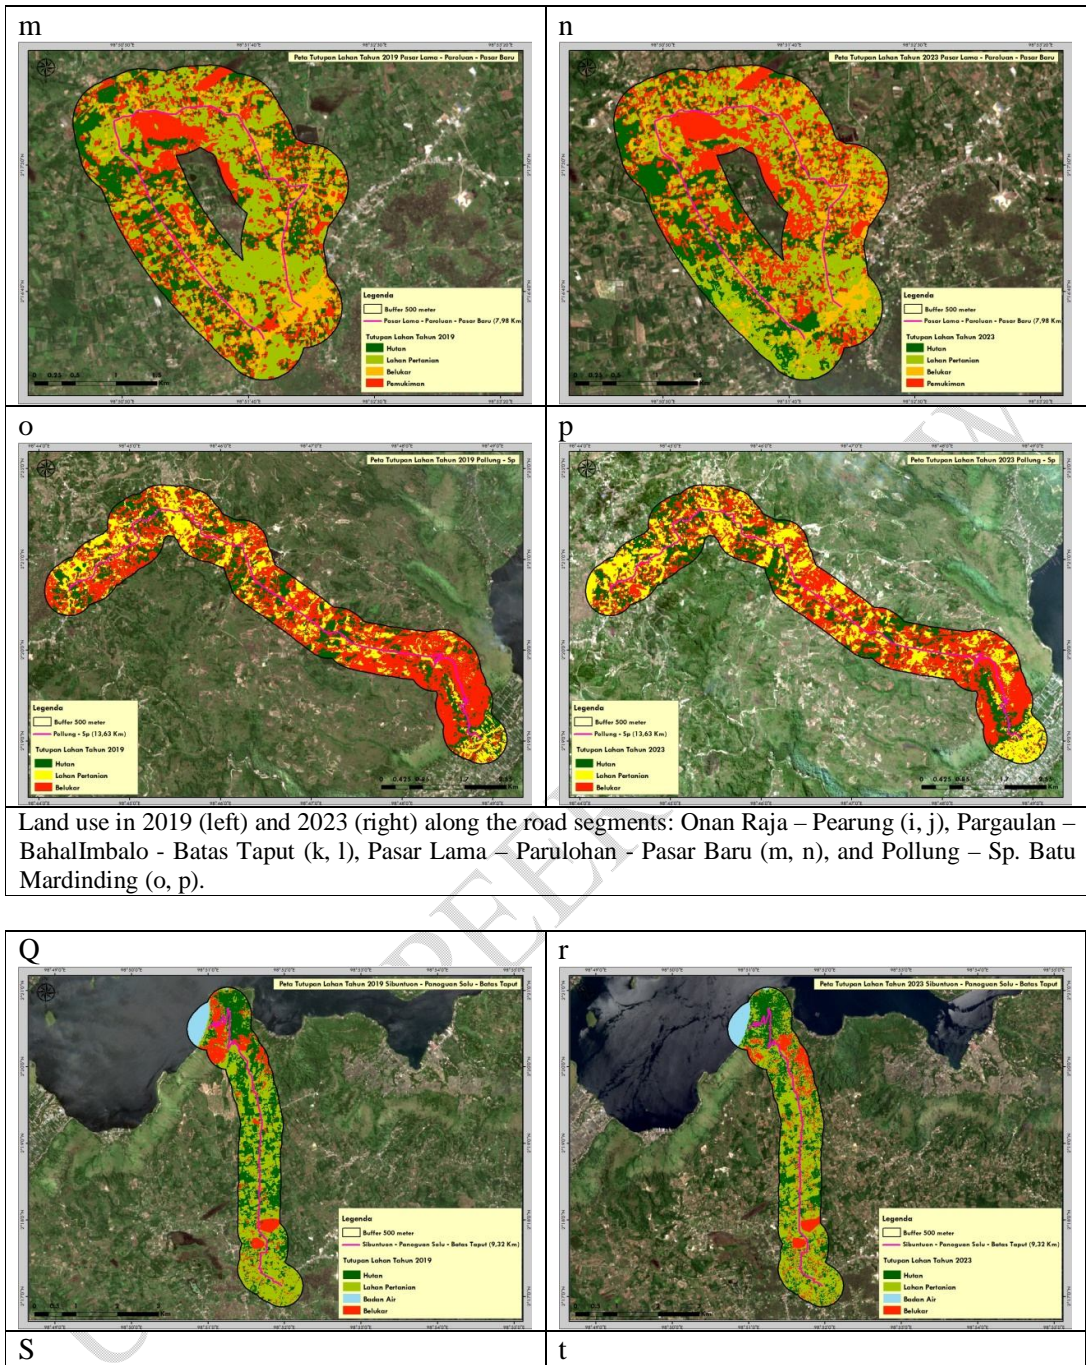 m
n
Peta Tutupan Lahan Tahun 2019 Pasar Lama - Paroluan - Pasar Baru
Legenda
Buffer 500 meter
Pasar Lama - Paroluan - Pasar Baru (7,98 Km
Tutupan Lahan Tahun 2019
Hutan
Lahan Pertanian
Belukar
Pemukiman
Peta Tutupan Lahan Tahun 2023 Pasar Lama - Paroluan - Pasar Baru
Legenda
Buffer 500 meter
Pasar Lama - Paroluan - Pasar Baru (7,98 Km
Tutupan Lahan Tahun 2023
Hutan
Lahan Pertanian
Belukar
Pemukiman
o
p
Peta Tutupan Lahan Tahun 2019 Pollung - Sp
Legenda
Buffer 500 meter
Pollung - Sp (13,63 Km)
Tutupan Lahan Tahun 2019
Hutan
Lahan Pertanian
Belukar
Peta Tutupan Lahan Tahun 2023 Pollung - Sp
Legenda
Buffer 500 meter
Pollung - Sp (13,63 Km)
Tutupan Lahan Tahun 2023
Hutan
Lahan Pertanian
Belukar
Land use in 2019 (left) and 2023 (right) along the road segments: Onan Raja – Pearung (i, j), Pargaulan –
BahalImbalo - Batas Taput (k, l), Pasar Lama – Parulohan - Pasar Baru (m, n), and Pollung – Sp. Batu
Mardinding (o, p).
Q
r
Peta Tutupan Lahan Tahun 2019 Sibuntuon - Panoguan Solu - Batas Taput
Legenda
Buffer 500 meter
Sibuntuon - Panoguan Solu - Batas Taput (9,32 Km)
Tutupan Lahan Tahun 2019
Hutan
Lahan Pertanian
Badan Air
Belukar
Peta Tutupan Lahan Tahun 2023 Sibuntuon - Panoguan Solu - Batas Taput
Legenda
Buffer 500 meter
Sibuntuon - Panoguan Solu - Batas Taput (9,32 Km)
Tutupan Lahan Tahun 2023
Hutan
Lahan Pertanian
Badan Air
Belukar
S
t